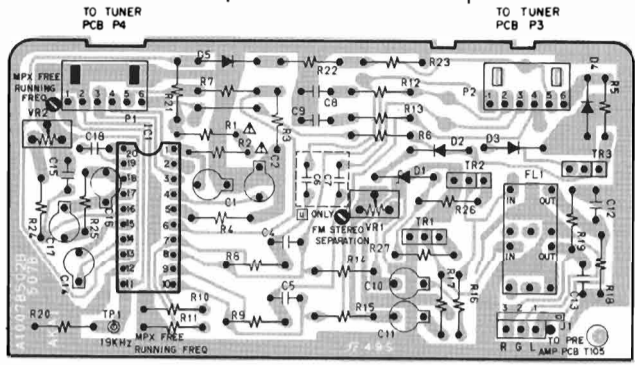 TO TUNER
PCB P4
TO TUNER
PCB P3
MPX FREE
RUNNING
FREQ
VR2
1 2 3 4 5 6
P1
D5
R22
R23
R7
R21
C8
C9
R12
R13
R6
P2
1 2 3 4 5 6
D4
R5
C18
IC1
R1
R2
R3
C2
D2
D3
TR3
C15
20
19
18
17
16
15
14
13
12
11
1
2
3
4
5
6
7
8
9
10
C1
C6
C7
D1
TR2
FL1
IN
OUT
IN
OUT
C12
R27
R25
C16
C17
R4
U ONLY
FM STEREO
SEPARATION
VR1
R26
TR1
R27
R19
C14
R8
C4
R14
C10
R17
R16
C13
R18
C5
R20
TP1
19KHz
R10
R11
R9
R15
C11
MPX FREE
RUNNING FREQ
3 2 1
J1
R G L
TO PRE
AMP PCB T105